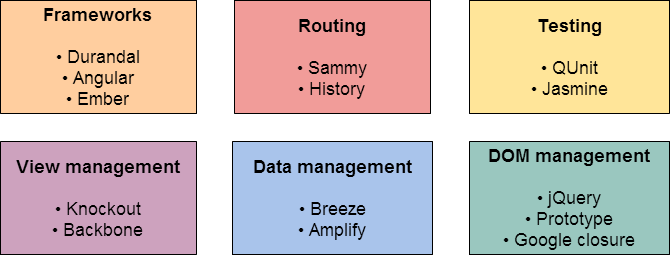 Frameworks
• Durandal
• Angular
• Ember
Routing
• Sammy
• History
Testing
• QUnit
• Jasmine
View management
• Knockout
• Backbone
Data management
• Breeze
• Amplify
DOM management
• jQuery
• Prototype
• Google closure